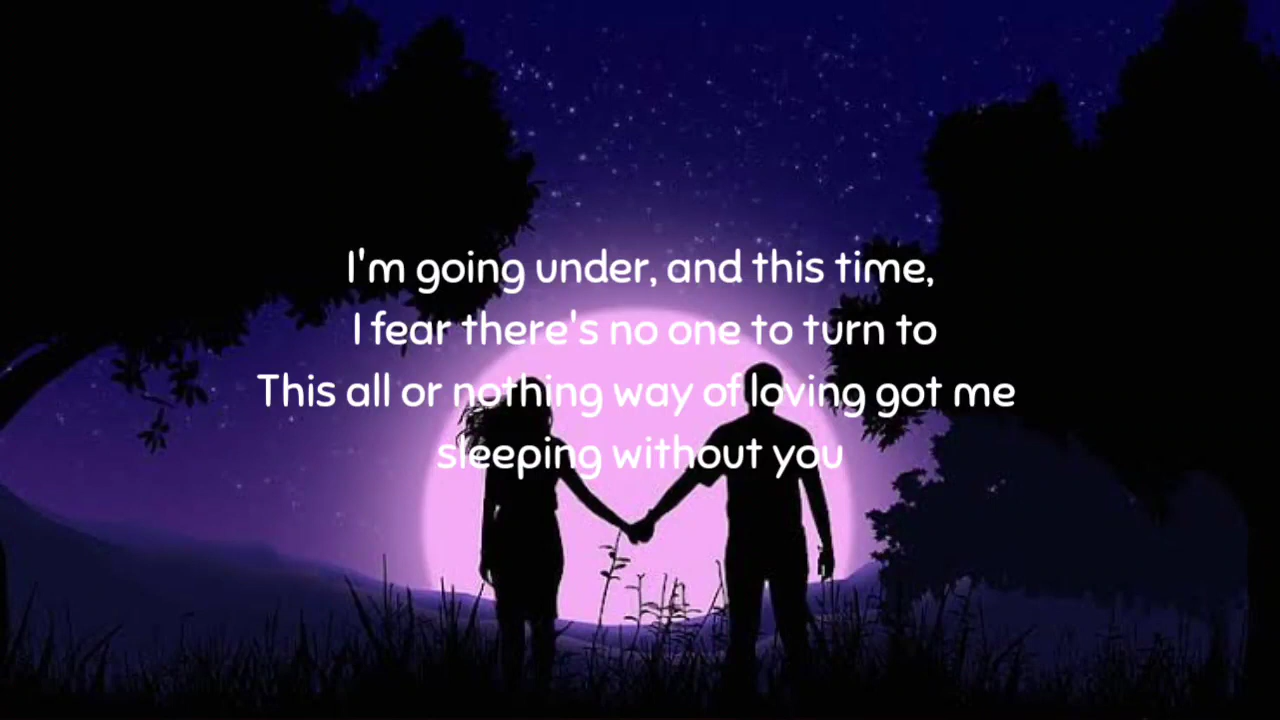 I'm going under, and this time,
I fear there's no one to turn to
This all or nothing way of loving got me
sleeping without you